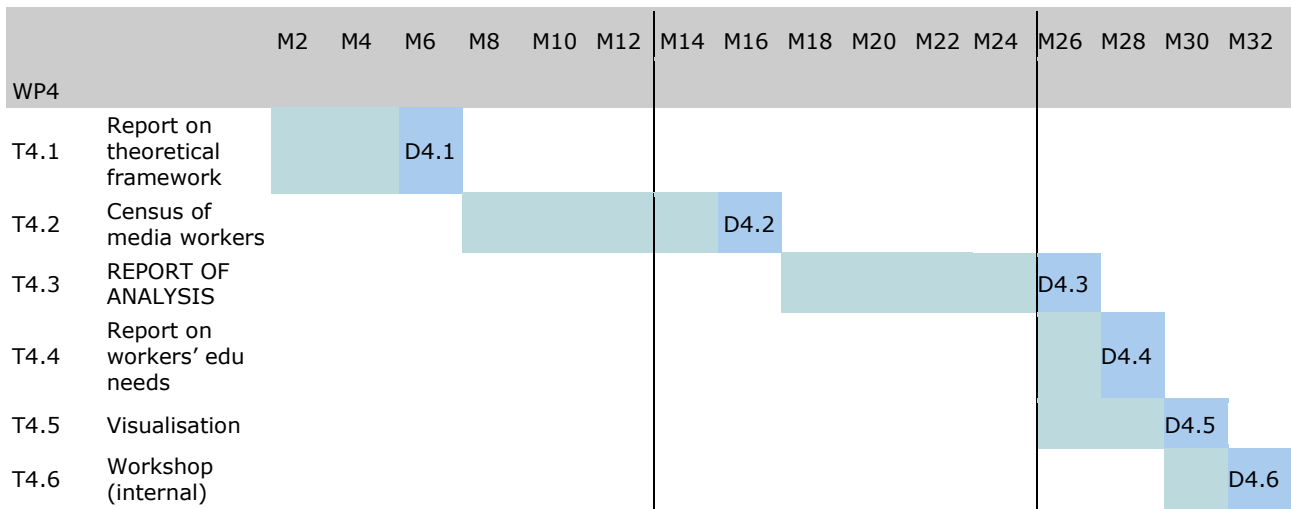 M2 M4 M6 M8 M10 M12 M14 M16 M18 M20 M22 M24 M26 M28 M30 M32
WP4
T4.1 Report on theoretical framework D4.1
T4.2 Census of media workers D4.2
T4.3 REPORT OF ANALYSIS D4.3
T4.4 Report on workers’ edu needs D4.4
T4.5 Visualisation D4.5
T4.6 Workshop (internal) D4.6